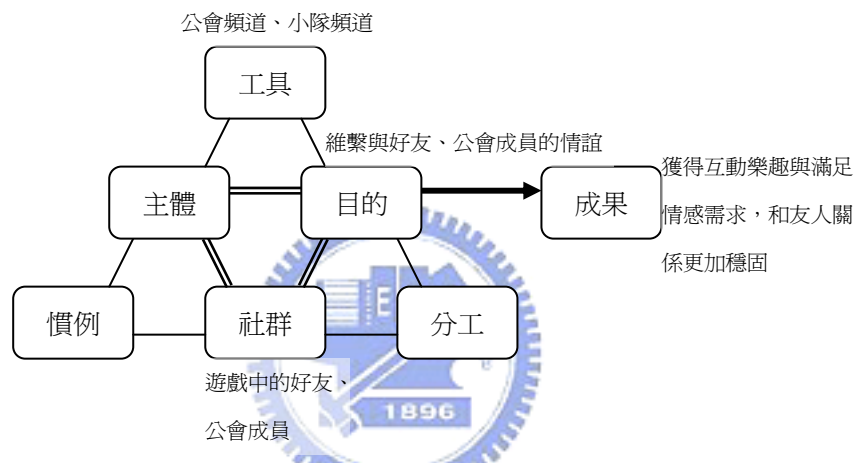 公會頻道、小隊頻道
工具
維繫與好友、公會成員的情誼
主體
目的
成果
獲得互動樂趣與滿足
情感需求，和友人關
係更加穩固
慣例
社群
分工
遊戲中的好友、
公會成員
1896